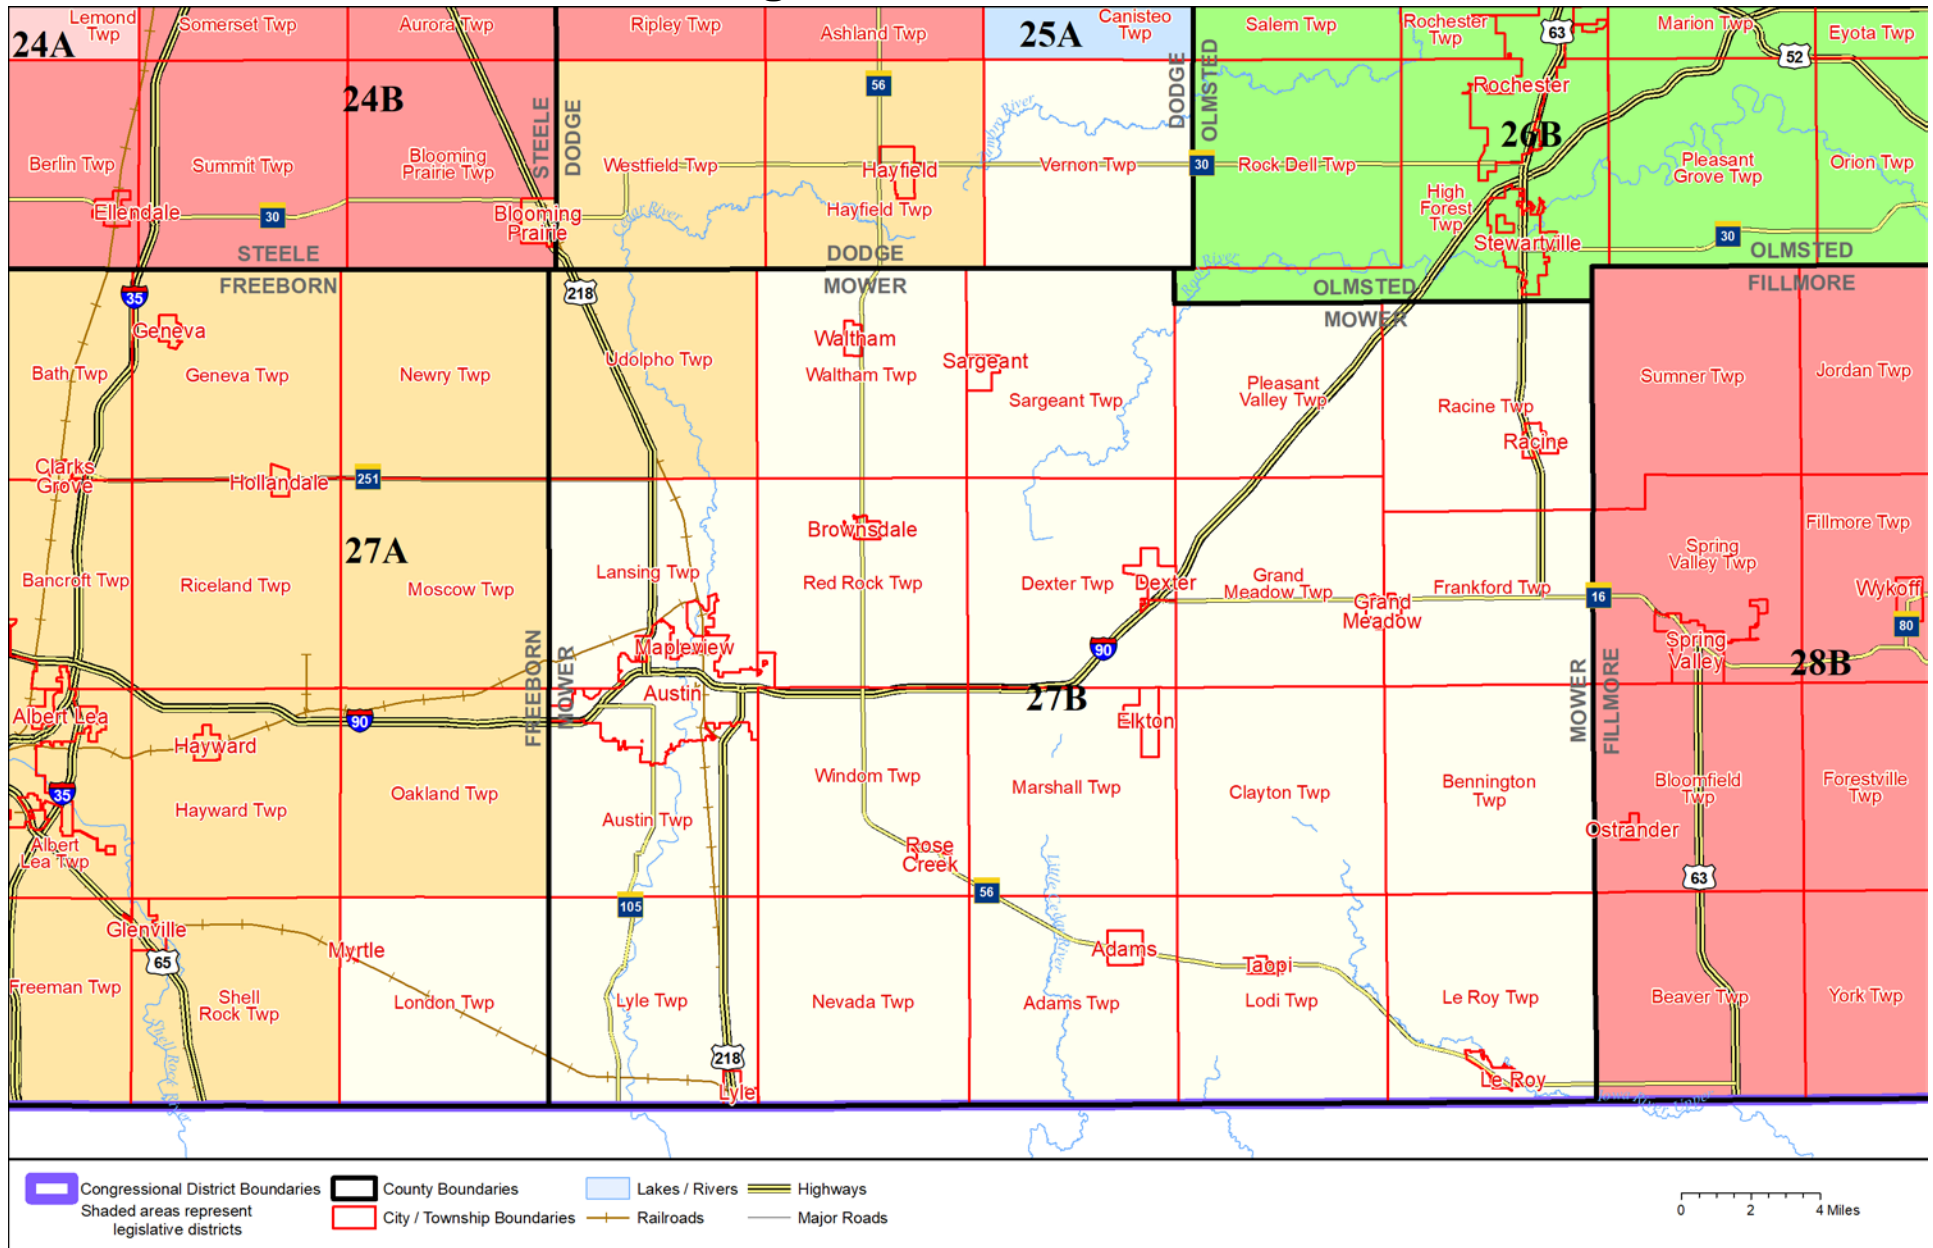 Lemond
Twp
Somerset Twp
Aurora Twp
Ripley Twp
Ashland Twp
25A
Canisteo
Twp
Salem Twp
Rochester
Twp
63
Marion Twp
Eyota Twp
24A
52
24B
56
Rochester
STEELE
DODGE
DODGE
OLMSTED
26B
Berlin Twp
Summit Twp
Blooming
Prairie Twp
Westfield Twp
Hayfield
Vernon Twp
30
Rock Dell Twp
Pleasant
Grove Twp
Orion Twp
High
Forest
Twp
Ellendale
30
Blooming
Prairie
Cedar River
Hayfield Twp
Stewartville
30
STEELE
DODGE
OLMSTED
FREEBORN
MOWER
OLMSTED
FILLMORE
35
218
MOWER
Geneva
Waltham
Sargeant
Bath Twp
Geneva Twp
Newry Twp
Udolpho Twp
Waltham Twp
Sargeant Twp
Pleasant
Valley Twp
Racine Twp
Racine
Sumner Twp
Jordan Twp
Clarks
Grove
Hollandale
251
Brownsdale
Fillmore Twp
27A
Spring
Valley Twp
Bancroft Twp
Riceland Twp
Moscow Twp
Lansing Twp
Red Rock Twp
Dexter Twp
Dexter
Grand
Meadow Twp
Grand
Meadow
Frankford Twp
16
Wykoff
80
FREEBORN
MOWER
Mapleview
90
Spring
Valley
28B
MOWER
FILLMORE
Austin
27B
Albert Lea
90
Elkton
Hayward
35
Hayward Twp
Oakland Twp
Austin Twp
Windom Twp
Marshall Twp
Clayton Twp
Bennington
Twp
Bloomfield
Twp
Forestville
Twp
Ostrander
Albert
Lea Twp
Rose
Creek
56
63
105
Glenville
65
Myrtle
Adams
Taopi
Freeman Twp
Shell
Rock Twp
London Twp
Lyle Twp
Nevada Twp
Adams Twp
Lodi Twp
Le Roy Twp
Beaver Twp
York Twp
Shell Rock River
218
Lyle
Le Roy
Congressional District Boundaries
County Boundaries
Lakes / Rivers
Highways
Shaded areas represent
legislative districts
City / Township Boundaries
Railroads
Major Roads
0 2 4 Miles